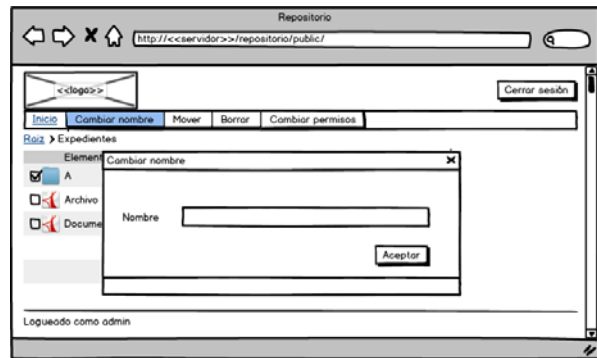 Repositorio
http://<<servidor>>/repositorio/public/
<<logo>>
Cerrar sesión
Inicio Cambiar nombre Mover Borrar Cambiar permisos
Raiz > Expedientes
Element
Cambiar nombre
A
Archivo
Docume
Nombre
Aceptar
Logueado como admin